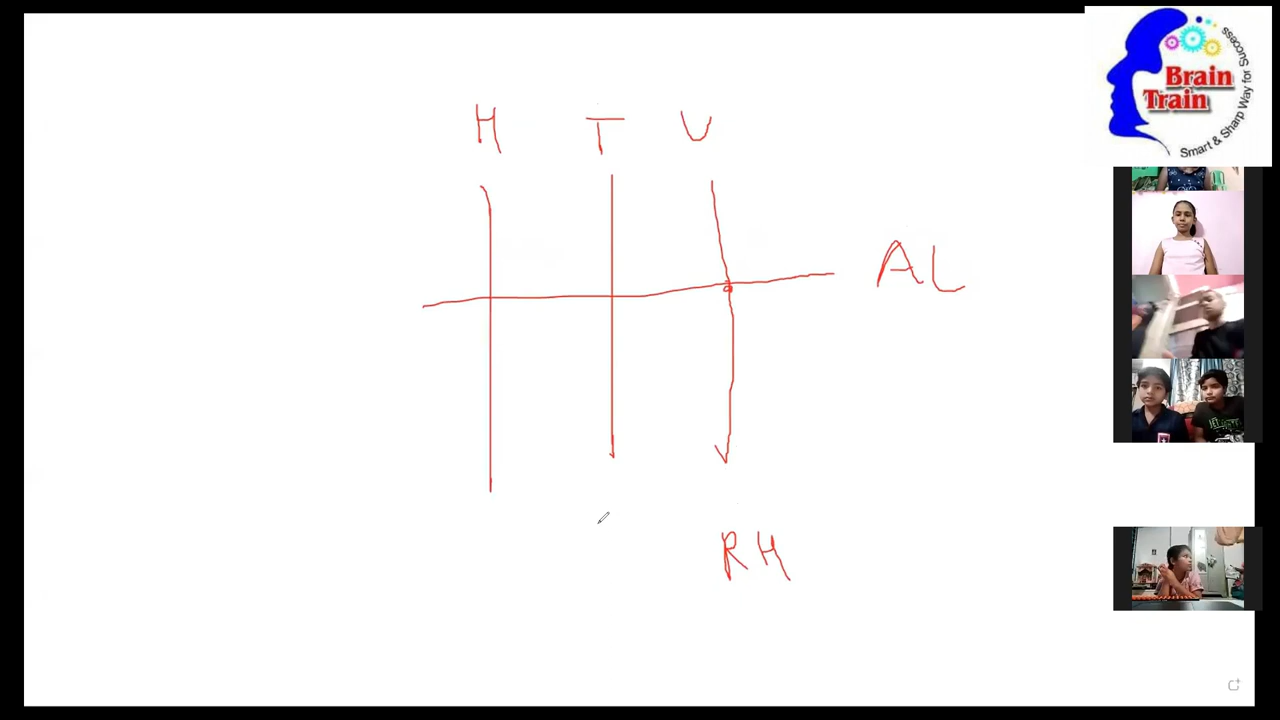 H T U
AL
RH
Brain
Train
Smart & Sharp Way for Success